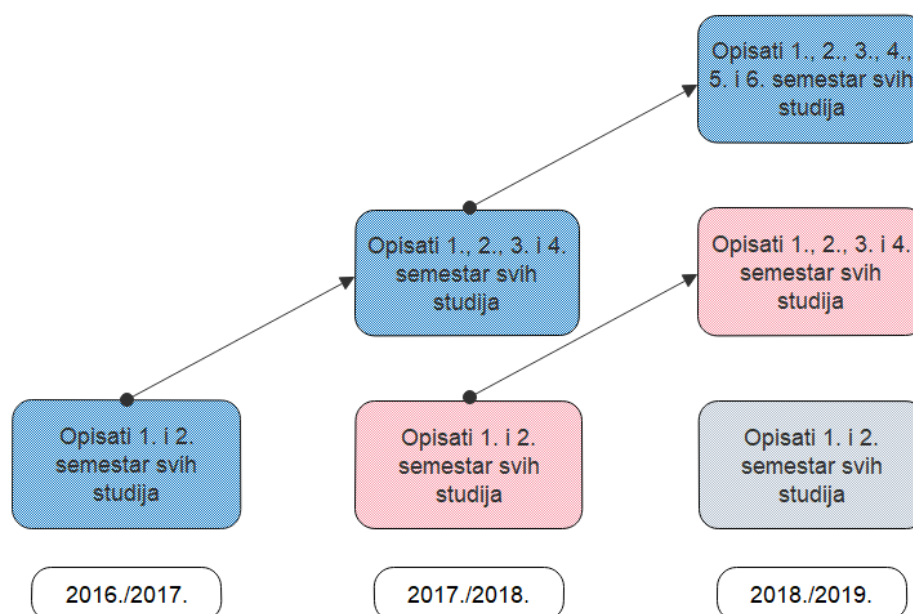 Opisati 1., 2., 3., 4.,
5. i 6. semestar svih
studija
Opisati 1., 2., 3. i 4.
semestar svih
studija
Opisati 1., 2., 3. i 4.
semestar svih
studija
Opisati 1. i 2.
semestar svih
studija
Opisati 1. i 2.
semestar svih
studija
Opisati 1. i 2.
semestar svih
studija
2016./2017.
2017./2018.
2018./2019.